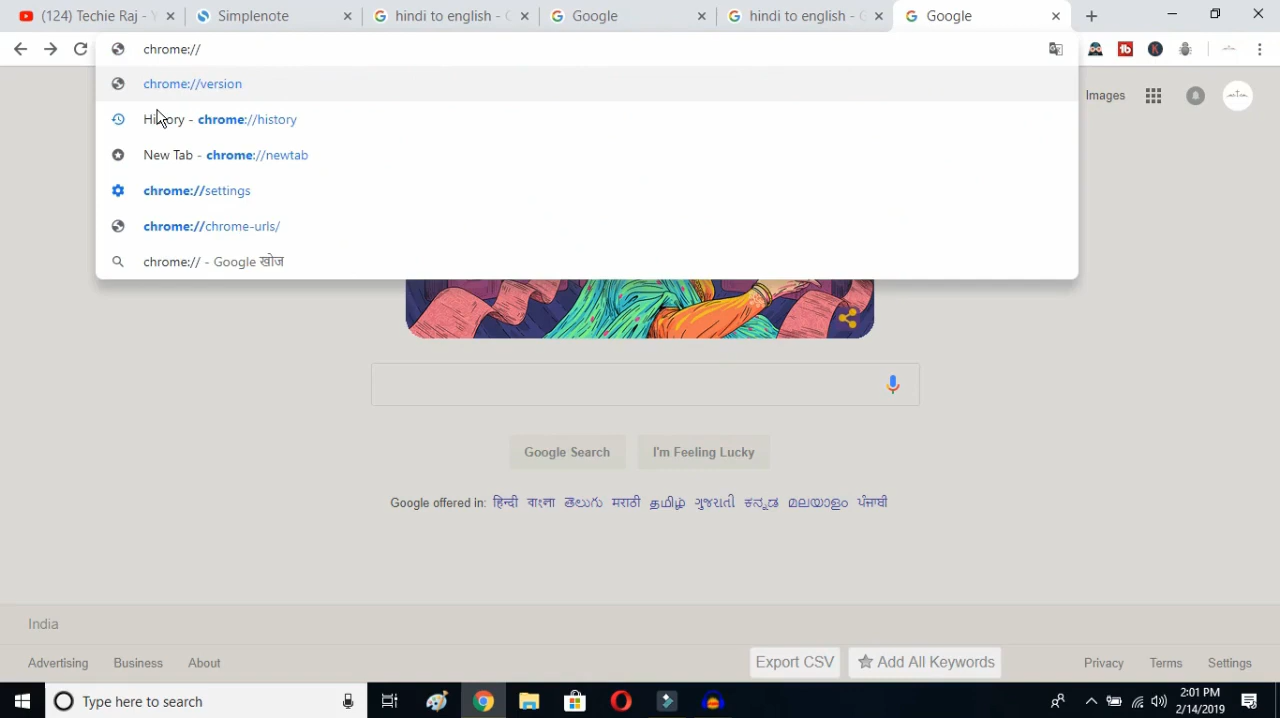 (124) Techie Raj - Y
Simplenote
hindi to english - G
Google
hindi to english - G
Google
chrome://
chrome://version
History - chrome://history
New Tab - chrome://newtab
chrome://settings
chrome://chrome-urls/
chrome:// - Google खोज
Images
Google Search
I'm Feeling Lucky
Google offered in: हिन्दी বাংলা తెలుగు मराठी தமிழ் ગુજરાતી ಕನ್ನಡ മലയാളം ਪੰਜਾਬੀ
India
Advertising Business About
Export CSV
Add All Keywords
Privacy Terms Settings
Type here to search
2:01 PM
2/14/2019